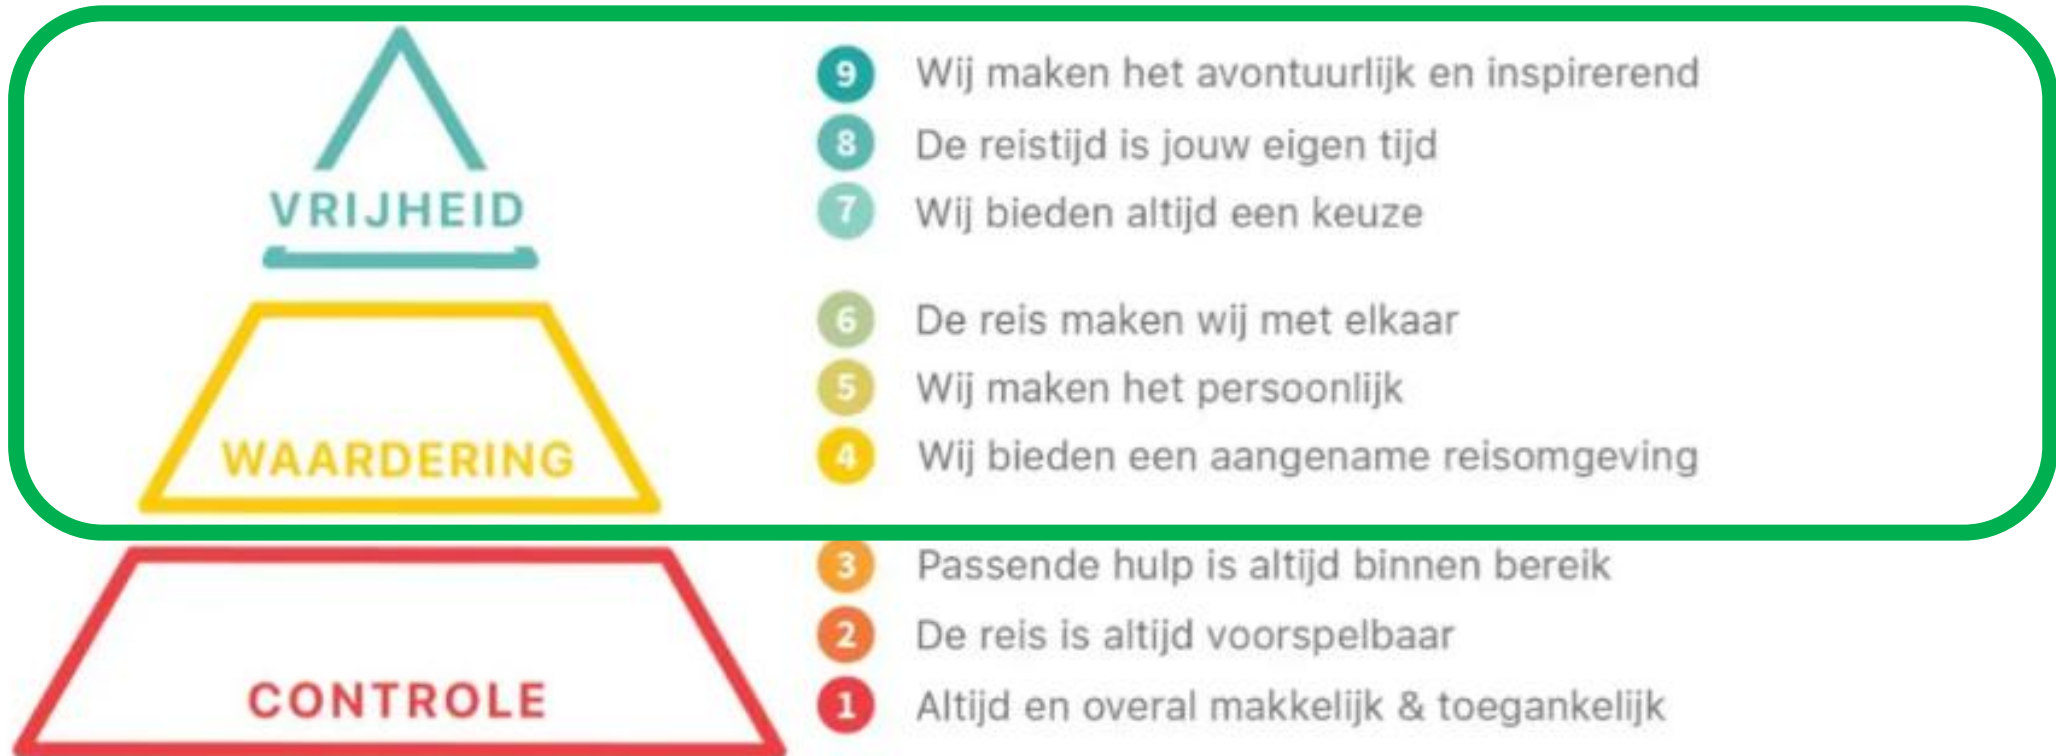 9 Wij maken het avontuurlijk en inspirerend
8 De reistijd is jouw eigen tijd
VRIJHEID
7 Wij bieden altijd een keuze
6 De reis maken wij met elkaar
5 Wij maken het persoonlijk
WAARDERING
4 Wij bieden een aangename reisomgeving
3 Passende hulp is altijd binnen bereik
2 De reis is altijd voorspelbaar
CONTROLE
1 Altijd en overal makkelijk & toegankelijk